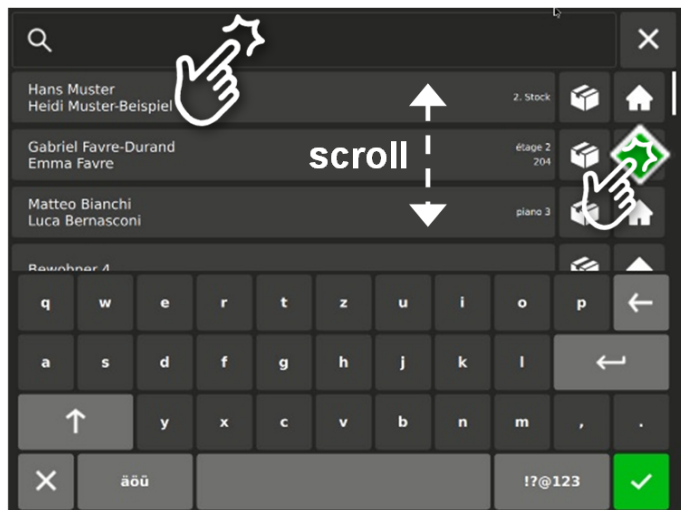 Hans Muster
Heidi Muster-Beispiel
2. Stock
Gabriel Favre-Durand
Emma Favre
étage 2
204
scroll
Matteo Bianchi
Luca Bernasconi
piano 3
Bewohner 4
q w e r t z u i o p
a s d f g h j k l
y x c v b n m , .
äöü !?@123